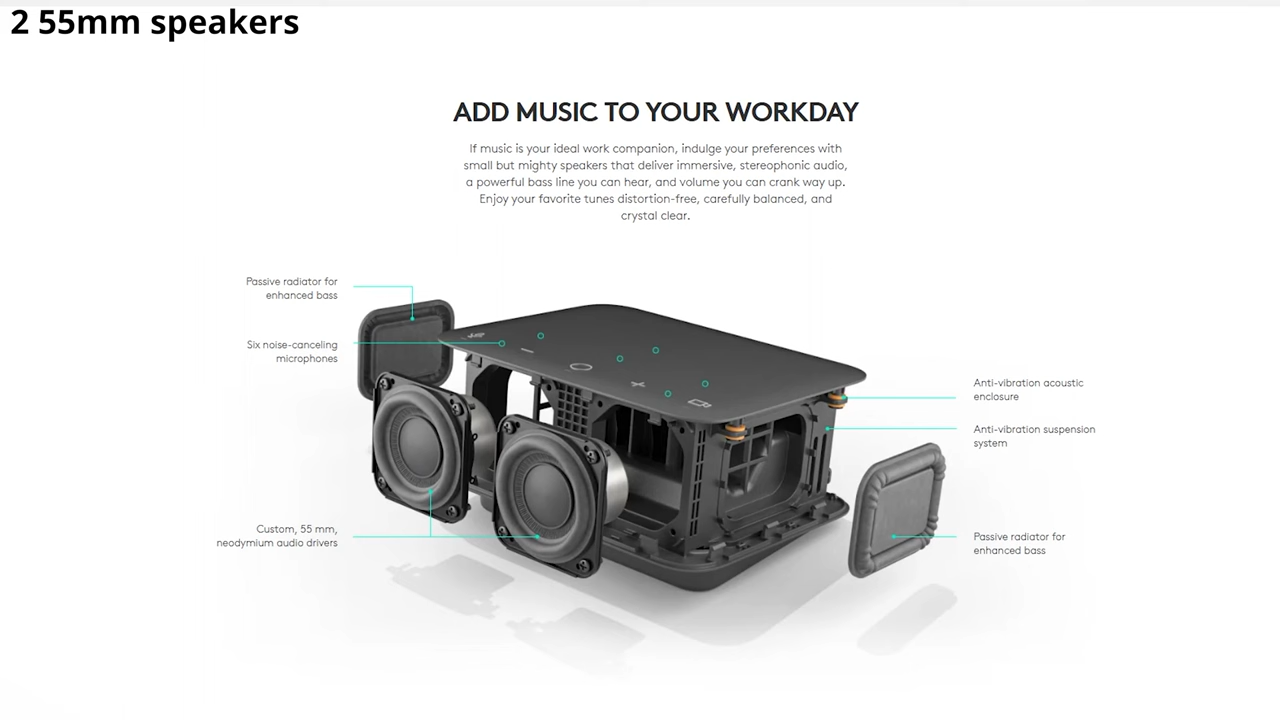 2 55mm speakers
ADD MUSIC TO YOUR WORKDAY
If music is your ideal work companion, indulge your preferences with
small but mighty speakers that deliver immersive, stereophonic audio,
a powerful bass line you can hear, and volume you can crank way up.
Enjoy your favorite tunes distortion-free, carefully balanced, and
crystal clear.
Passive radiator for
enhanced bass
Six noise-canceling
microphones
Custom, 55 mm,
neodymium audio drivers
Anti-vibration acoustic
enclosure
Anti-vibration suspension
system
Passive radiator for
enhanced bass